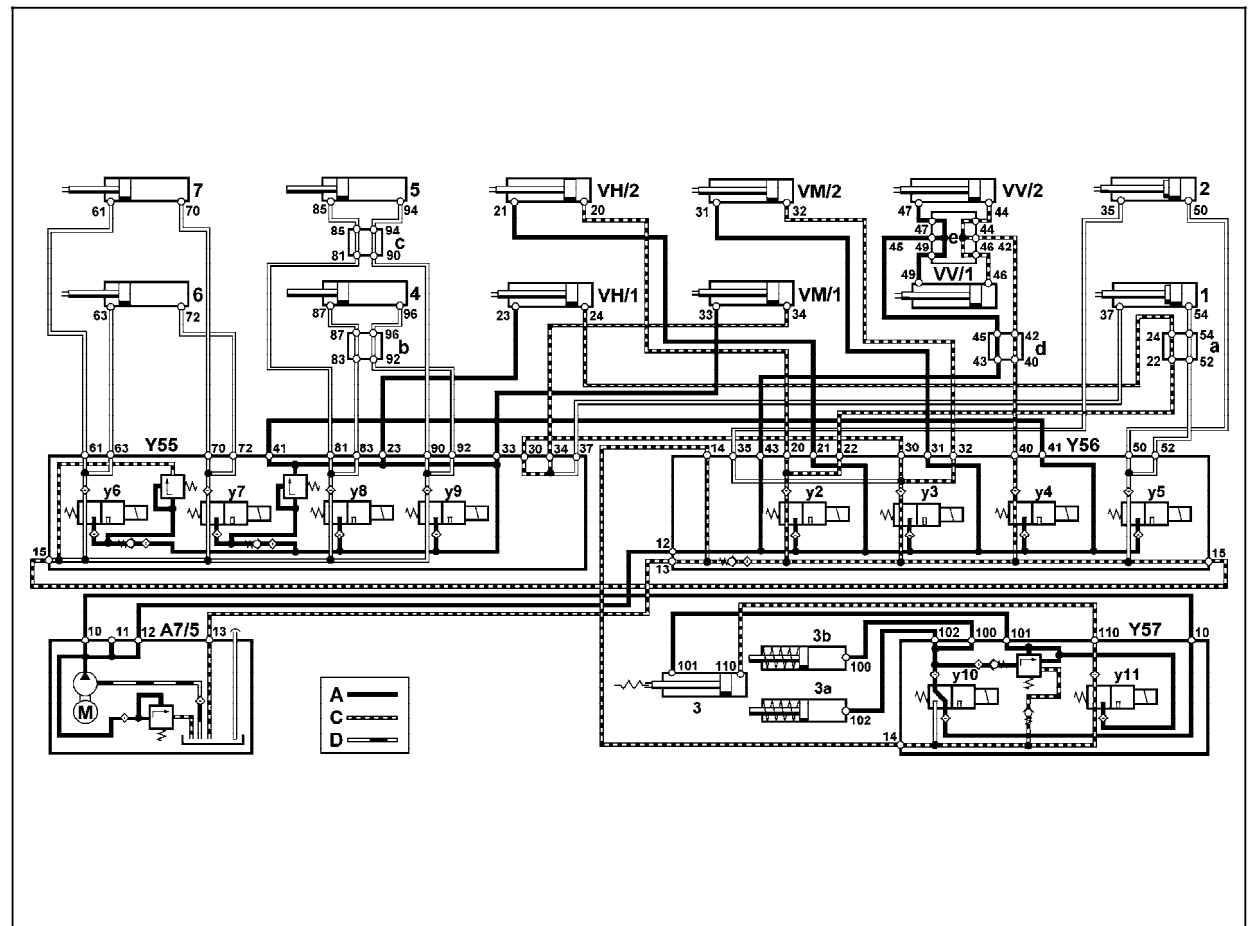 7 5 VH/2 VM/2 VV/2 2
61 70 85 94 21 20 31 32 47 44 35 50
85 94 47 44
c e
81 90 45 49 46 42
49 VV/1 46
6 4 VH/1 VM/1 1
63 72 87 96 23 24 33 34 37 54
87 96 45 42 24 54
b d a
83 92 43 40 22 52
61 63 Y55 70 72 41 81 83 23 90 92 33 30 34 37 14 35 43 20 21 22 30 31 32 40 41 Y56 50 52
y6 y7 y8 y9 y2 y3 y4 y5
12
15 13 15
10 11 12 A7/5 13 102 100 101 110 Y57 10
3b
101 110 100
y10 y11
A 3a
M C 3 102
D 14